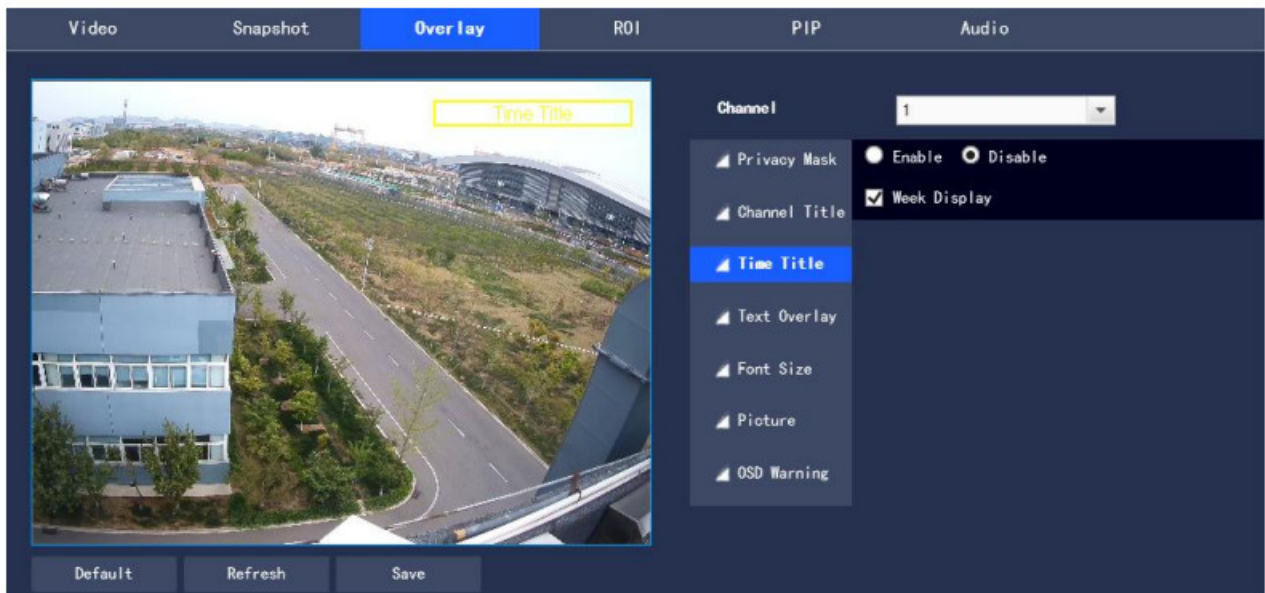 Video Snapshot Overlay ROI PIP Audio
Time Title
Channel 1
Privacy Mask
Enable Disable
Week Display
Channel Title
Time Title
Text Overlay
Font Size
Picture
OSD Warning
Default Refresh Save